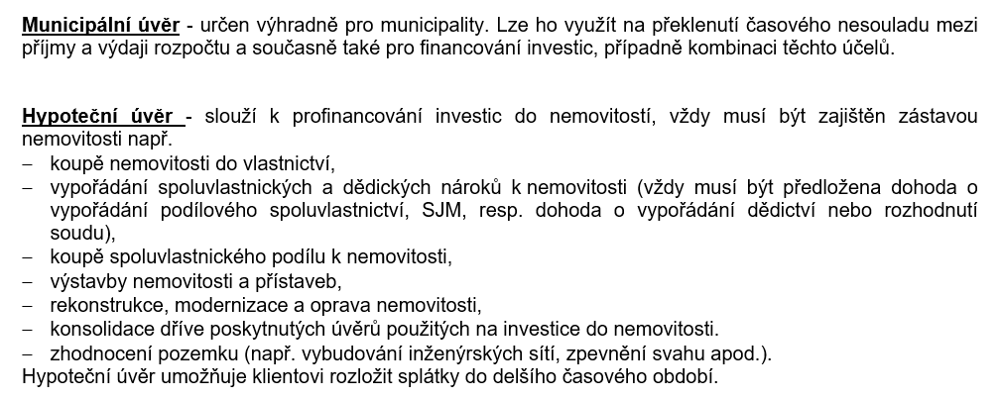 Municipální úvěr - určen výhradně pro municipality. Lze ho využít na překlenutí časového nesouladu mezi
příjmy a výdaji rozpočtu a současně také pro financování investic, případně kombinaci těchto účelů.
Hypoteční úvěr - slouží k profinancování investic do nemovitostí, vždy musí být zajištěn zástavou
nemovitosti např.
− koupě nemovitosti do vlastnictví,
− vypořádání spoluvlastnických a dědických nároků k nemovitosti (vždy musí být předložena dohoda o
vypořádání podílového spoluvlastnictví, SJM, resp. dohoda o vypořádání dědictví nebo rozhodnutí
soudu),
− koupě spoluvlastnického podílu k nemovitosti,
− výstavby nemovitosti a přístaveb,
− rekonstrukce, modernizace a oprava nemovitosti,
− konsolidace dříve poskytnutých úvěrů použitých na investice do nemovitosti.
− zhodnocení pozemku (např. vybudování inženýrských sítí, zpevnění svahu apod.).
Hypoteční úvěr umožňuje klientovi rozložit splátky do delšího časového období.